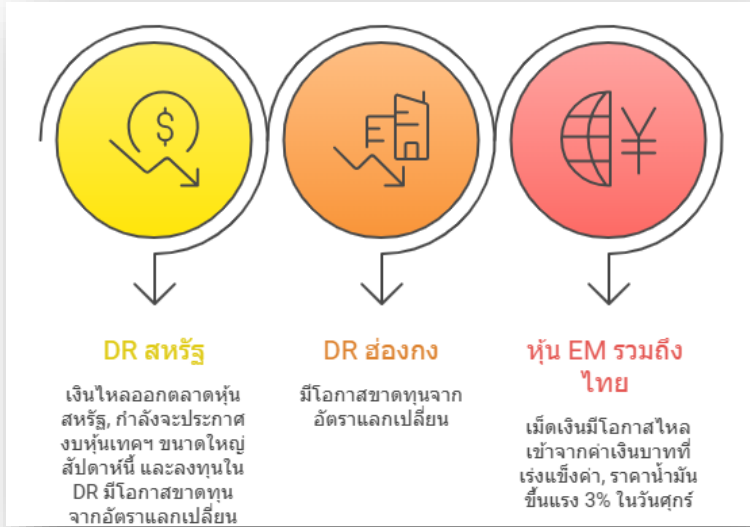 DR สหรัฐ
เงินไหลออกตลาดหุ้น
สหรัฐ, กำลังจะประกาศ
งบหุ้นเทคฯ ขนาดใหญ่
สัปดาห์นี้ และลงทุนใน
DR มีโอกาสขาดทุน
จากอัตราแลกเปลี่ยน
DR ฮ่องกง
มีโอกาสขาดทุนจาก
อัตราแลกเปลี่ยน
หุ้น EM รวมถึง
ไทย
เม็ดเงินมีโอกาสไหล
เข้าจากค่าเงินบาทที่
เร่งแข็งค่า, ราคาน้ำมัน
ขึ้นแรง 3% ในวันศุกร์